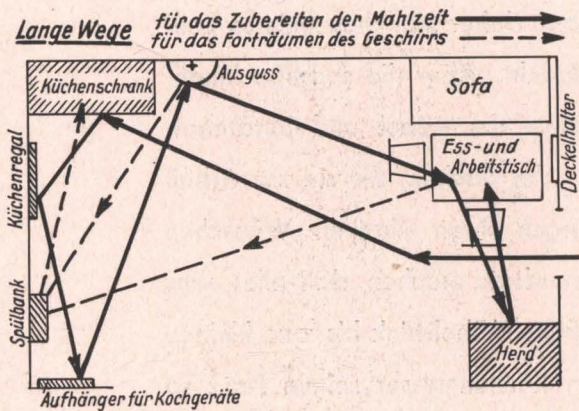 Lange Wege
für das Zubereiten der Mahlzeit
für das Forträumen des Geschirrs
Küchenschrank
Ausguss
Sofa
Ess- und
Arbeitstisch
Deckelhalter
Küchenregal
Spülbank
Herd
Aufhänger für Kochgeräte